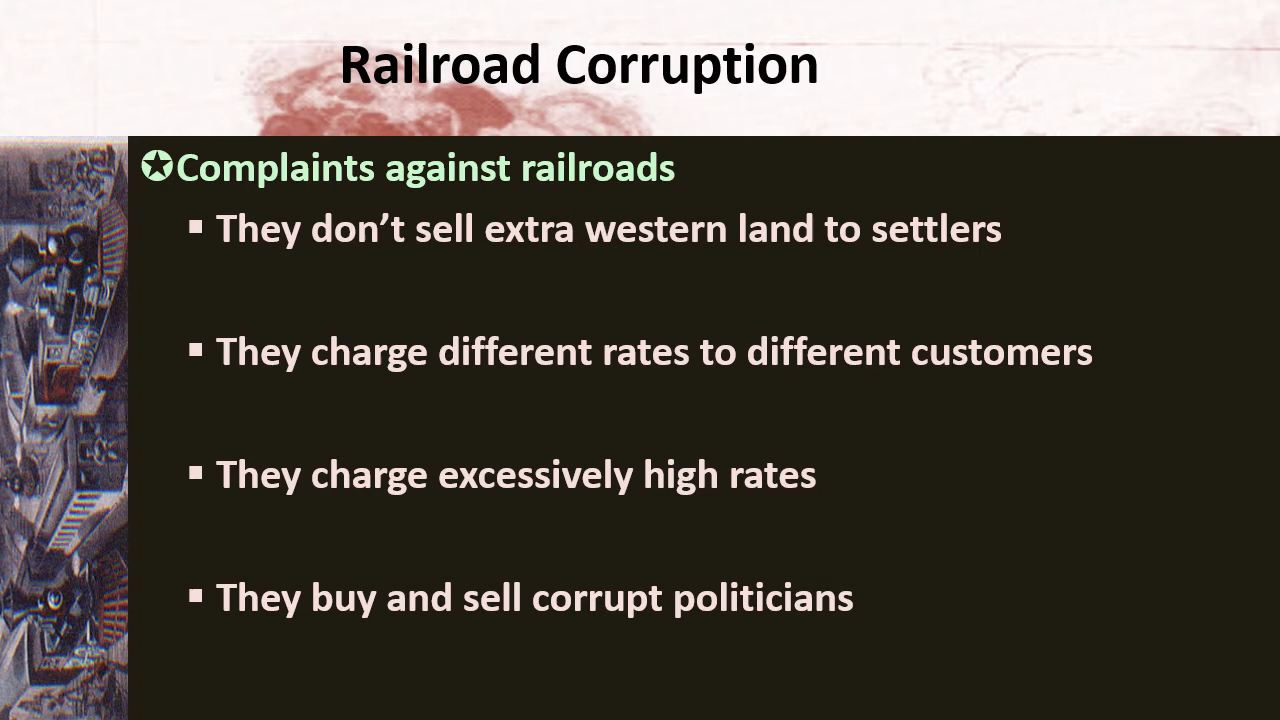 Railroad Corruption
✪Complaints against railroads
▪ They don’t sell extra western land to settlers
▪ They charge different rates to different customers
▪ They charge excessively high rates
▪ They buy and sell corrupt politicians